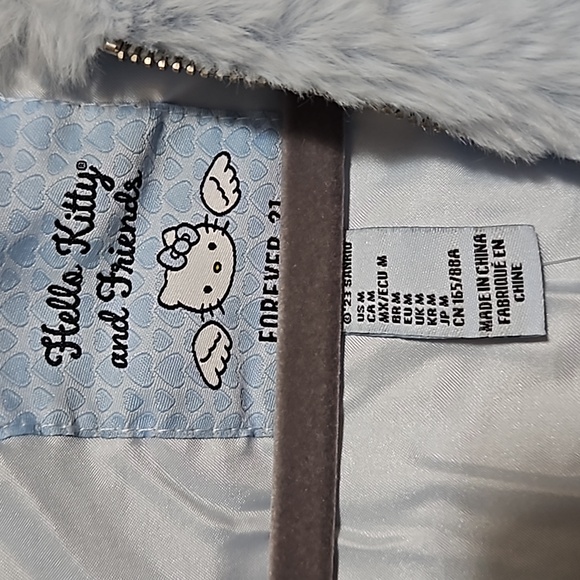 Hello Kitty®
and Friends
FOREVER 21
© '23 SANRIO
US M
CA M
MX/ECU M
BR M
EU M
UK M
KR M
JP M
CN 165/88A
MADE IN CHINA
FABRIQUÉ EN
CHINE